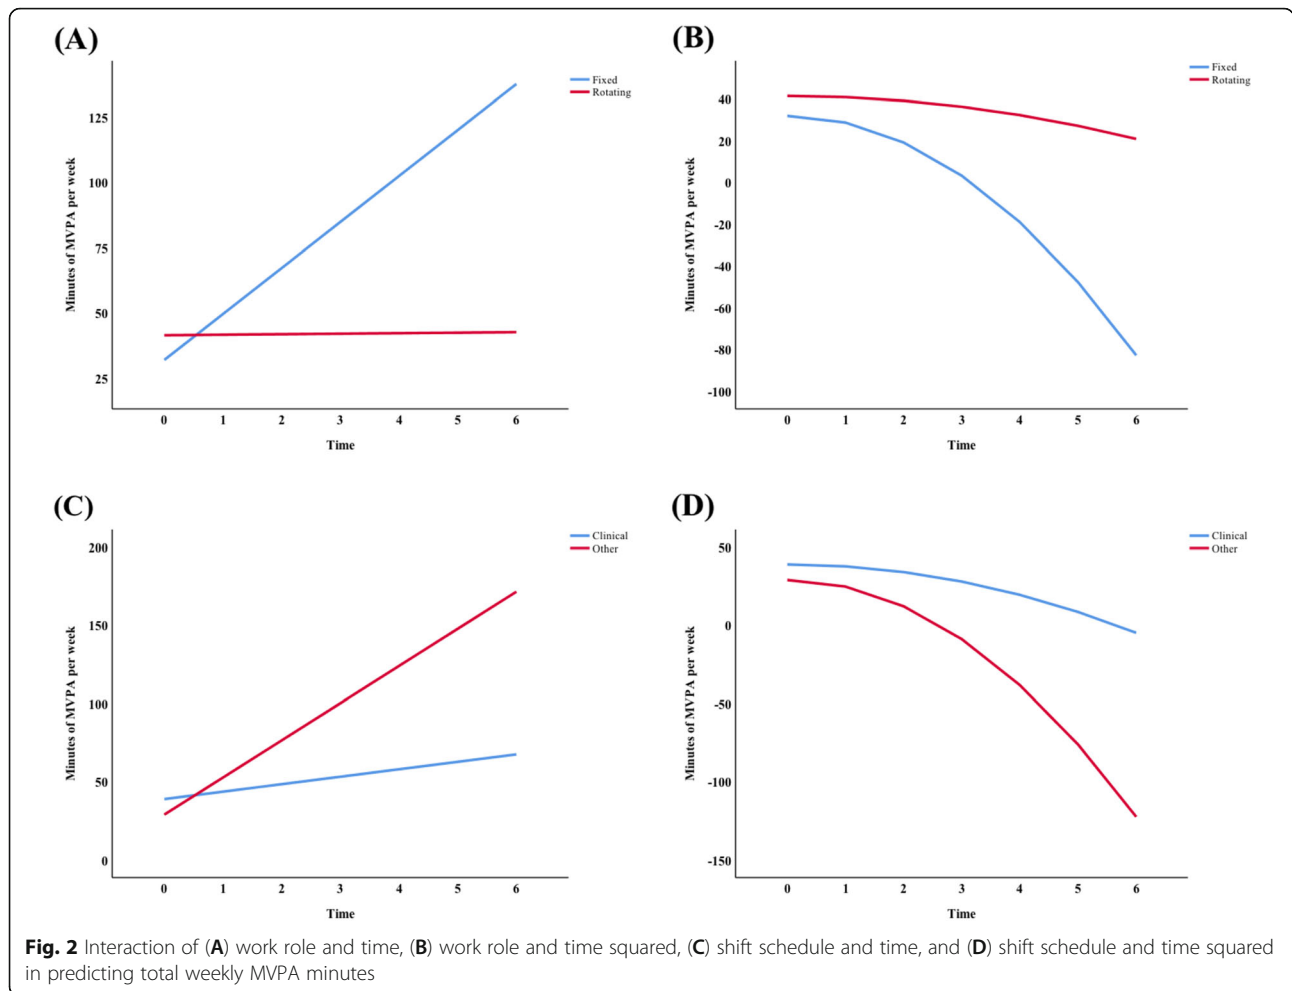 (A)
Fixed
Rotating
125
100
75
50
25
Minutes of MVPA per week
0 1 2 3 4 5 6
Time
(B)
Fixed
Rotating
40
20
0
-20
-40
-60
-80
-100
Minutes of MVPA per week
0 1 2 3 4 5 6
Time
(C)
Clinical
Other
200
150
100
50
0
Minutes of MVPA per week
0 1 2 3 4 5 6
Time
(D)
Clinical
Other
50
0
-50
-100
-150
Minutes of MVPA per week
0 1 2 3 4 5 6
Time
Fig. 2 Interaction of (A) work role and time, (B) work role and time squared, (C) shift schedule and time, and (D) shift schedule and time squared
in predicting total weekly MVPA minutes